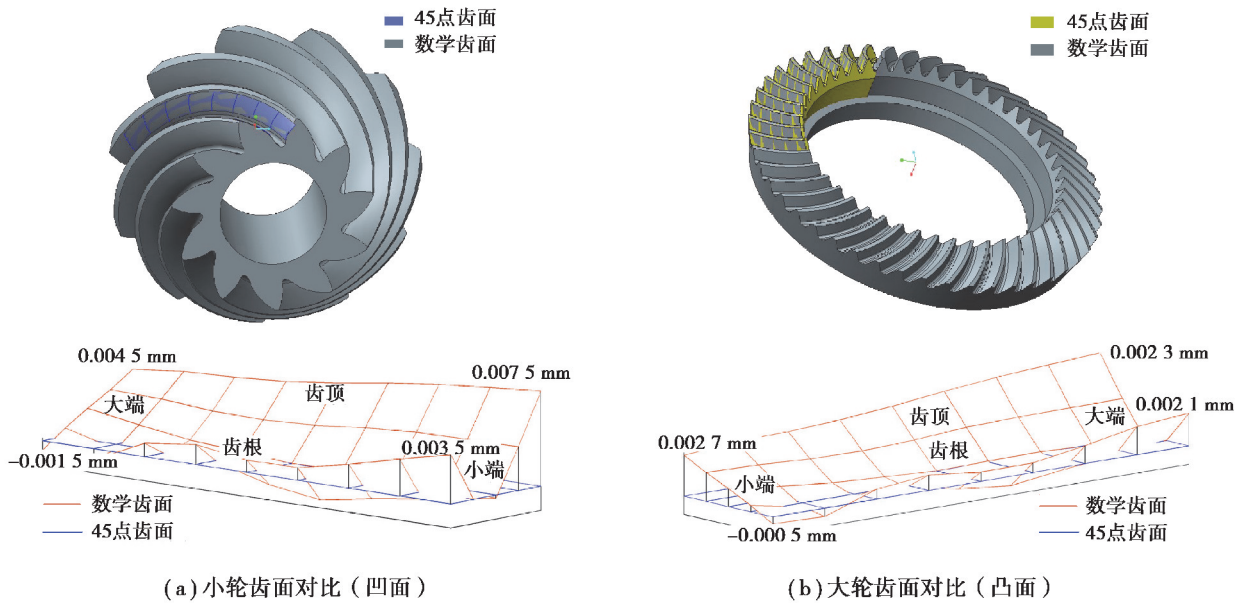 45点齿面
数学齿面
45点齿面
数学齿面
0.004 5 mm
0.007 5 mm
齿顶
大端
齿根
0.003 5 mm
小端
-0.001 5 mm
数学齿面
45点齿面
0.002 3 mm
齿顶
大端
0.002 1 mm
0.002 7 mm
齿根
小端
-0.000 5 mm
数学齿面
45点齿面
(a)小轮齿面对比（凹面）
(b)大轮齿面对比（凸面）